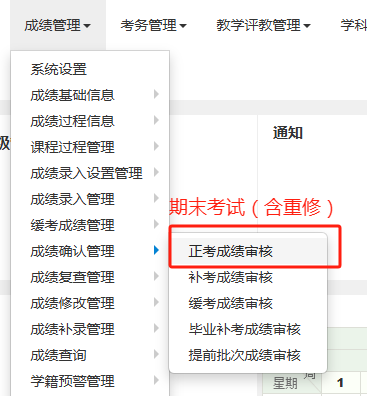 成绩管理 考务管理 教学评教管理 学科
系统设置
成绩基础信息
成绩过程信息
通知
课程过程管理
成绩录入设置管理
成绩录入管理
期末考试（含重修）
缓考成绩管理
成绩确认管理
正考成绩审核
成绩复查管理
补考成绩审核
成绩修改管理
缓考成绩审核
成绩补录管理
毕业补考成绩审核
成绩查询
提前批次成绩审核
学籍预警管理
星期 周 1